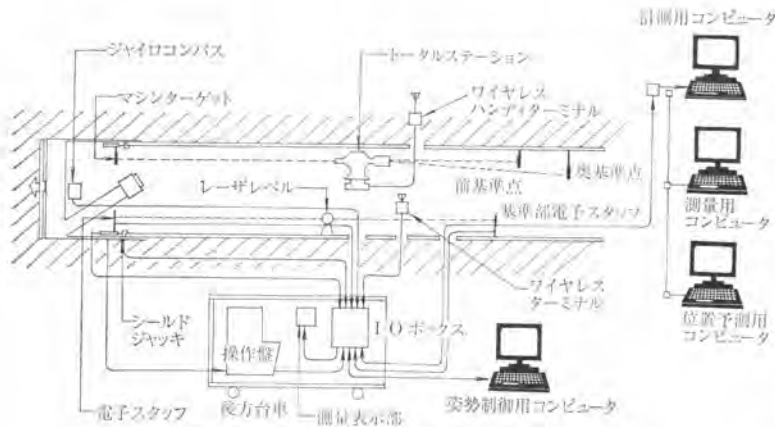 計測用コンピュータ
ジャイロコンパス
トータルステーション
マシンターゲット
ワイヤレス
ハンディターミナル
レーザレベル
前基準点
奥基準点
基準部電子スタッフ
測量用
コンピュータ
ワイヤレス
ターミナル
シールド
ジャッキ
I-Oボックス
操作盤
位置予測用
コンピュータ
電子スタッフ
後方台車
測量表示部
姿勢制御用コンピュータ